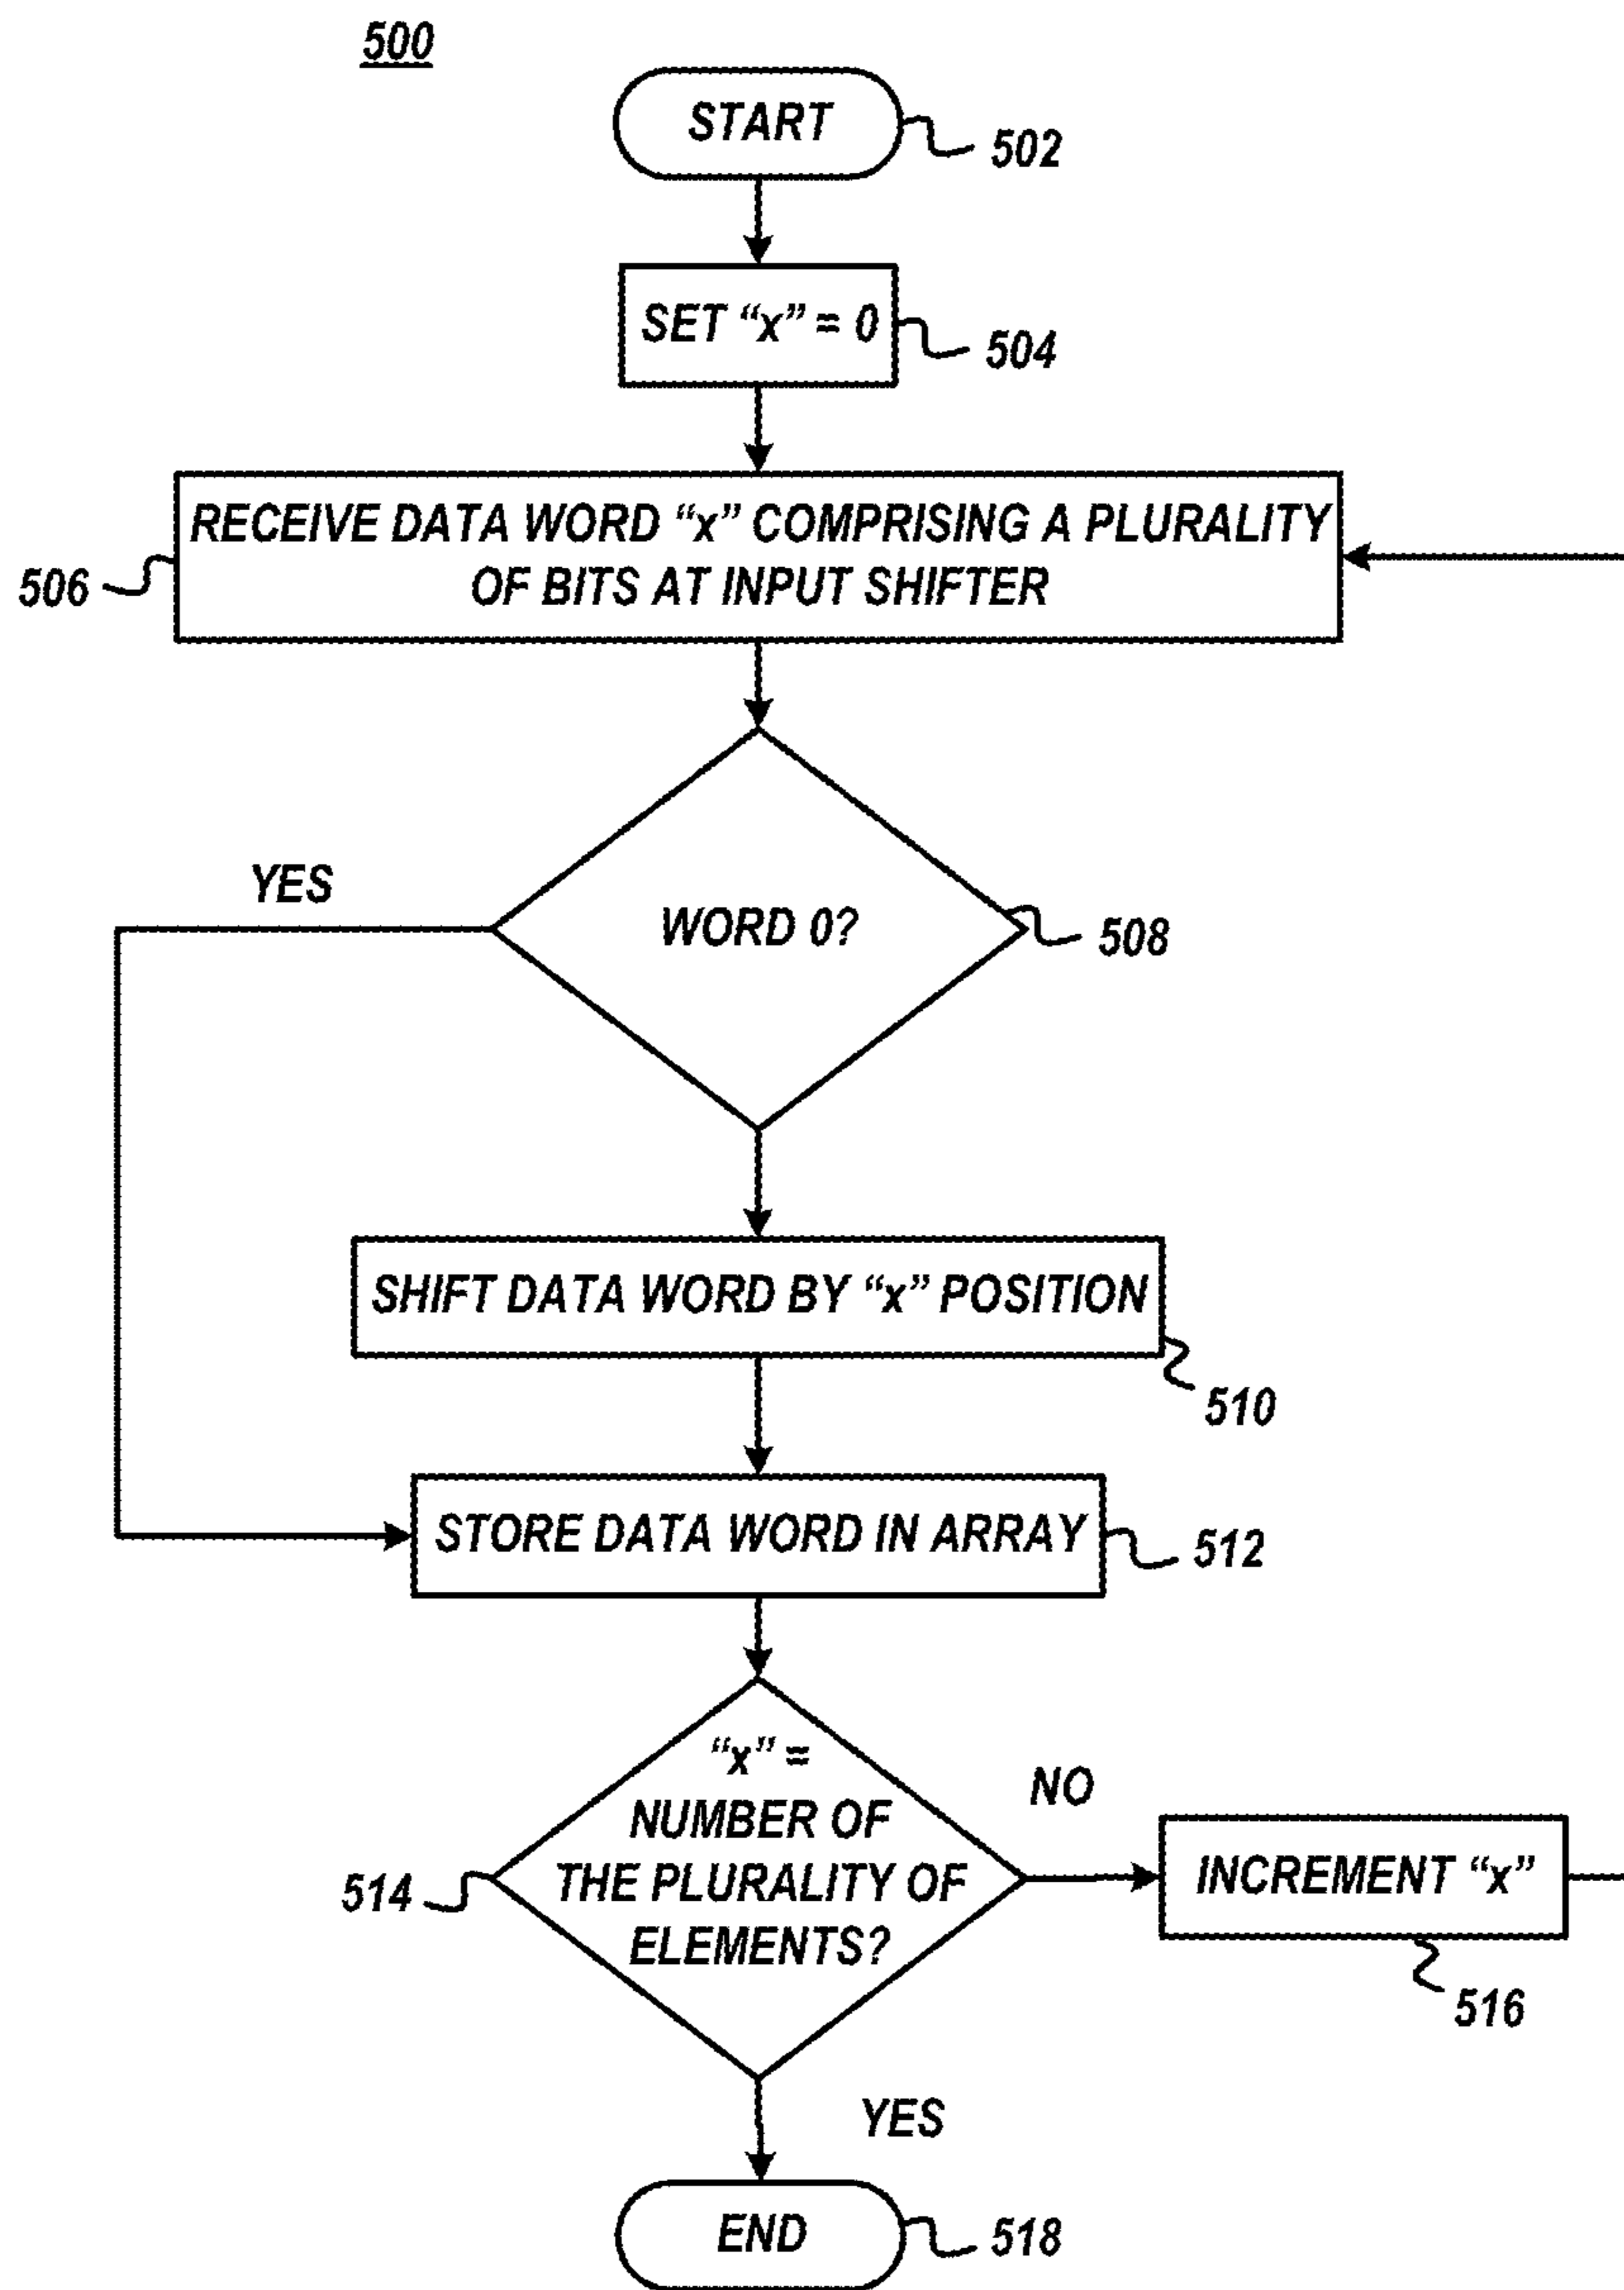 500
START
502
SET “x” = 0
504
RECEIVE DATA WORD “x” COMPRISING A PLURALITY
OF BITS AT INPUT SHIFTER
506
YES
WORD 0?
508
SHIFT DATA WORD BY “x” POSITION
510
STORE DATA WORD IN ARRAY
512
“x” =
NUMBER OF
THE PLURALITY OF
ELEMENTS?
514
NO
INCREMENT “x”
516
YES
END
518